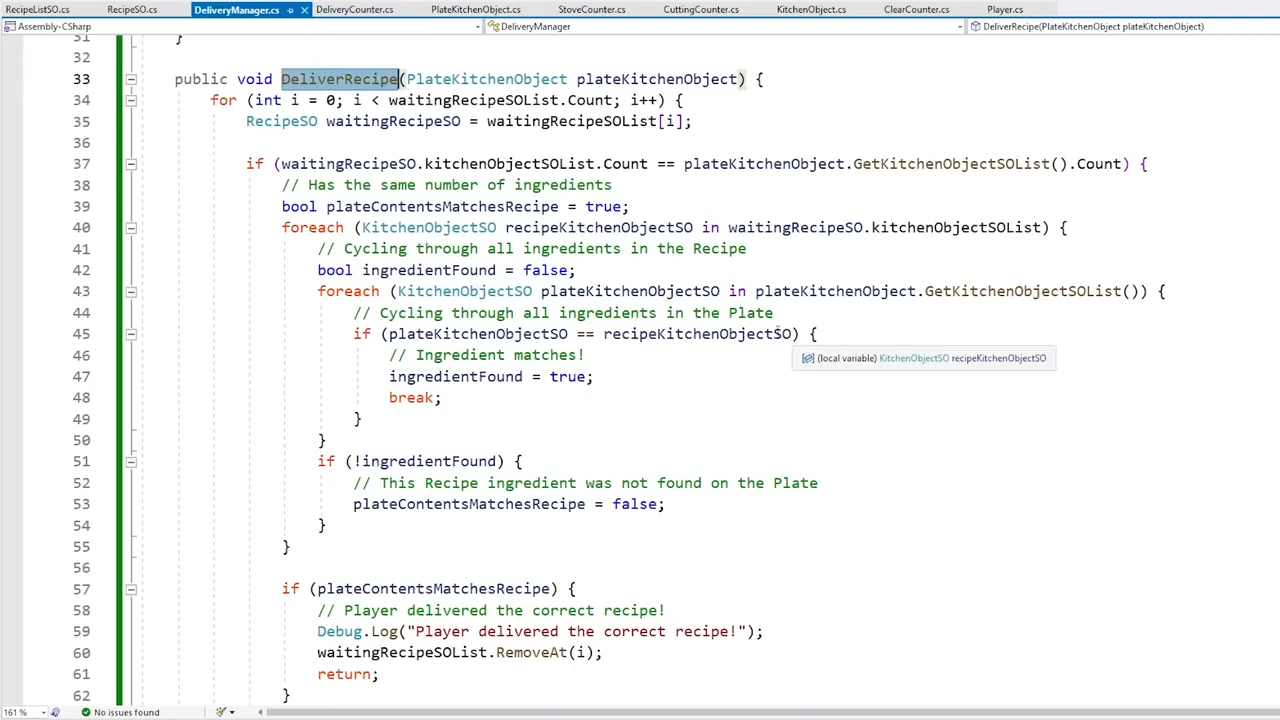 RecipeListSO.cs RecipeSO.cs DeliveryManager.cs DeliveryCounter.cs PlateKitchenObject.cs StoveCounter.cs CuttingCounter.cs KitchenObject.cs ClearCounter.cs Player.cs
Assembly-CSharp DeliveryManager DeliverRecipe(PlateKitchenObject plateKitchenObject)
31 }
32
33 public void DeliverRecipe(PlateKitchenObject plateKitchenObject) {
34 for (int i = 0; i < waitingRecipeSOList.Count; i++) {
35 RecipeSO waitingRecipeSO = waitingRecipeSOList[i];
36
37 if (waitingRecipeSO.kitchenObjectSOList.Count == plateKitchenObject.GetKitchenObjectSOList().Count) {
38 // Has the same number of ingredients
39 bool plateContentsMatchesRecipe = true;
40 foreach (KitchenObjectSO recipeKitchenObjectSO in waitingRecipeSO.kitchenObjectSOList) {
41 // Cycling through all ingredients in the Recipe
42 bool ingredientFound = false;
43 foreach (KitchenObjectSO plateKitchenObjectSO in plateKitchenObject.GetKitchenObjectSOList()) {
44 // Cycling through all ingredients in the Plate
45 if (plateKitchenObjectSO == recipeKitchenObjectSO) {
46 // Ingredient matches!
(local variable) KitchenObjectSO recipeKitchenObjectSO
47 ingredientFound = true;
48 break;
49 }
50 }
51 if (!ingredientFound) {
52 // This Recipe ingredient was not found on the Plate
53 plateContentsMatchesRecipe = false;
54 }
55 }
56
57 if (plateContentsMatchesRecipe) {
58 // Player delivered the correct recipe!
59 Debug.Log("Player delivered the correct recipe!");
60 waitingRecipeSOList.RemoveAt(i);
61 return;
62 }
161 % No issues found